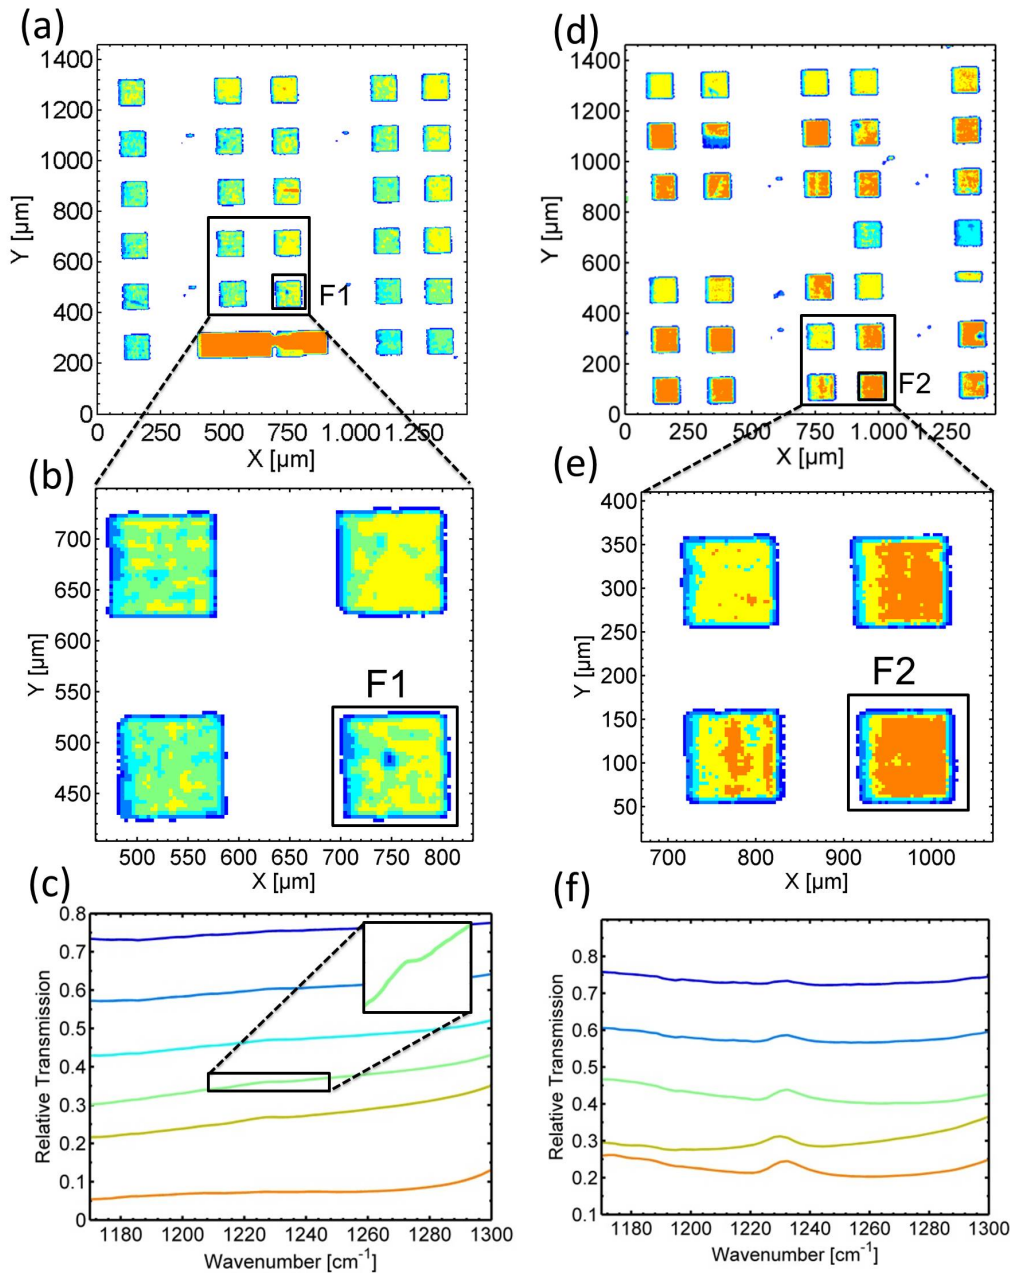 (a)
1400
1200
1000
800
600
400
200
0
Y [µm]
0 250 500 750 1.000 1.250
X [µm]
F1
(d)
1400
1200
1000
800
600
400
200
0
Y [µm]
0 250 500 750 1.000 1.250
X [µm]
F2
(b)
700
650
600
550
500
450
Y [µm]
500 550 600 650 700 750 800
X [µm]
F1
(e)
400
350
300
250
200
150
100
50
Y [µm]
700 800 900 1000
X [µm]
F2
(c)
0.8
0.7
0.6
0.5
0.4
0.3
0.2
0.1
0
Relative Transmission
1180 1200 1220 1240 1260 1280 1300
Wavenumber [cm⁻¹]
(f)
0.8
0.7
0.6
0.5
0.4
0.3
0.2
0.1
Relative Transmission
1180 1200 1220 1240 1260 1280 1300
Wavenumber [cm⁻¹]